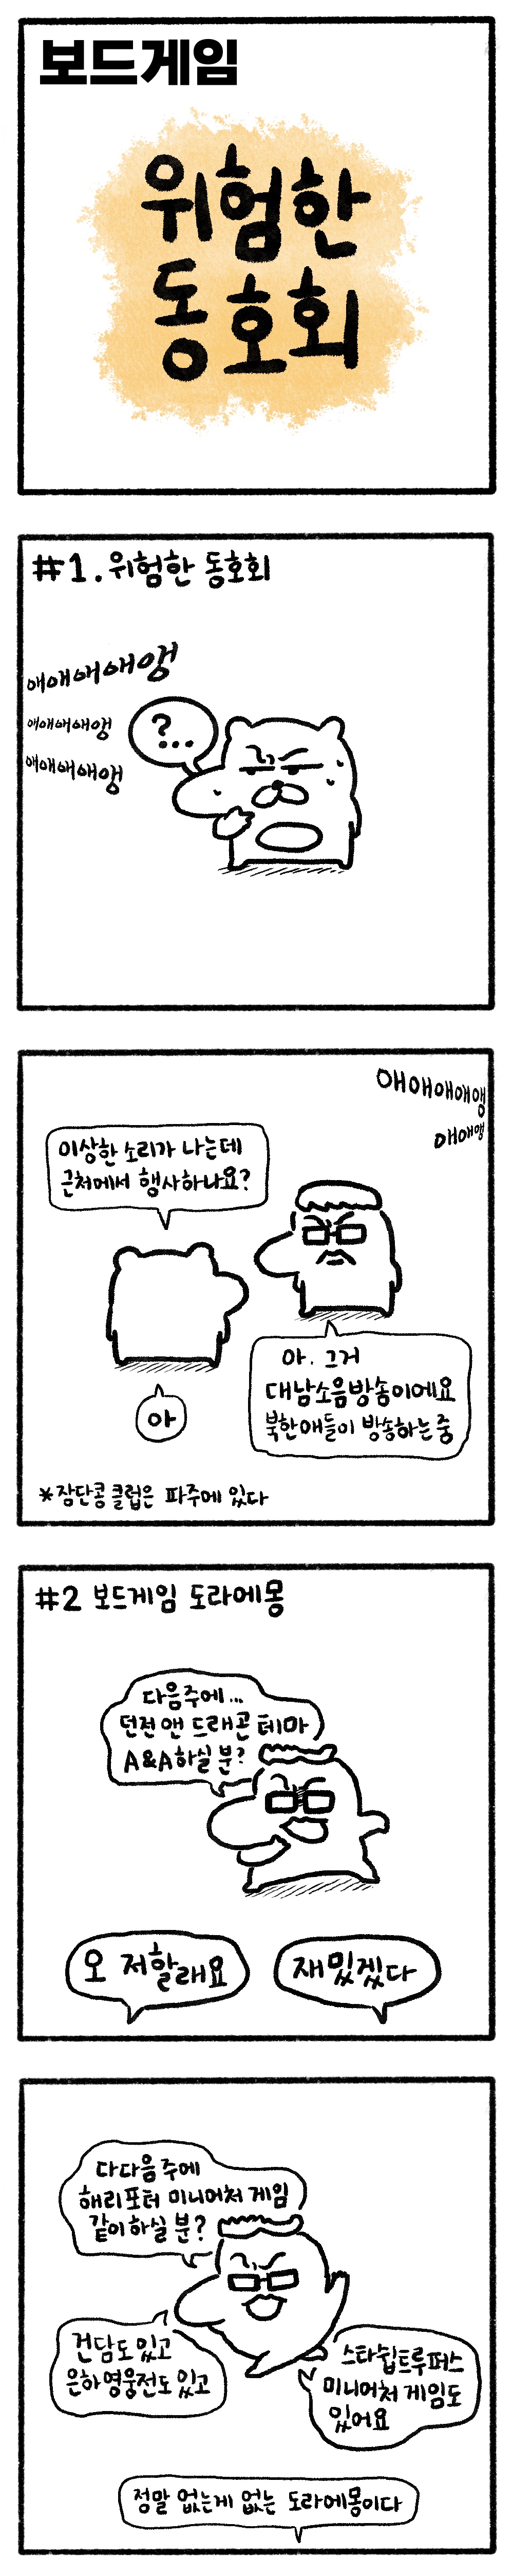 보드게임
위험한
동호회
#1. 위험한 동호회
애애애애앵
애애애애앵
애애애애앵
?...
애애애애앵
애애앵
이상한 소리가 나는데
근처에서 행사하나요?
아. 그거
대남소음방송이에요
북한애들이 방송하는중
아
*잠단콩 클럽은 파주에 있다
#2 보드게임 도라에몽
다음주에...
던전 앤 드래곤 테마
A&A하실 분?
오 저할래요
재밌겠다
다다음 주에
해리포터 미니어처 게임
같이하실 분?
건담도 있고
은하영웅전도 있고
스타쉽트루퍼스
미니어처 게임도
있어요
정말 없는게 없는 도라에몽이다